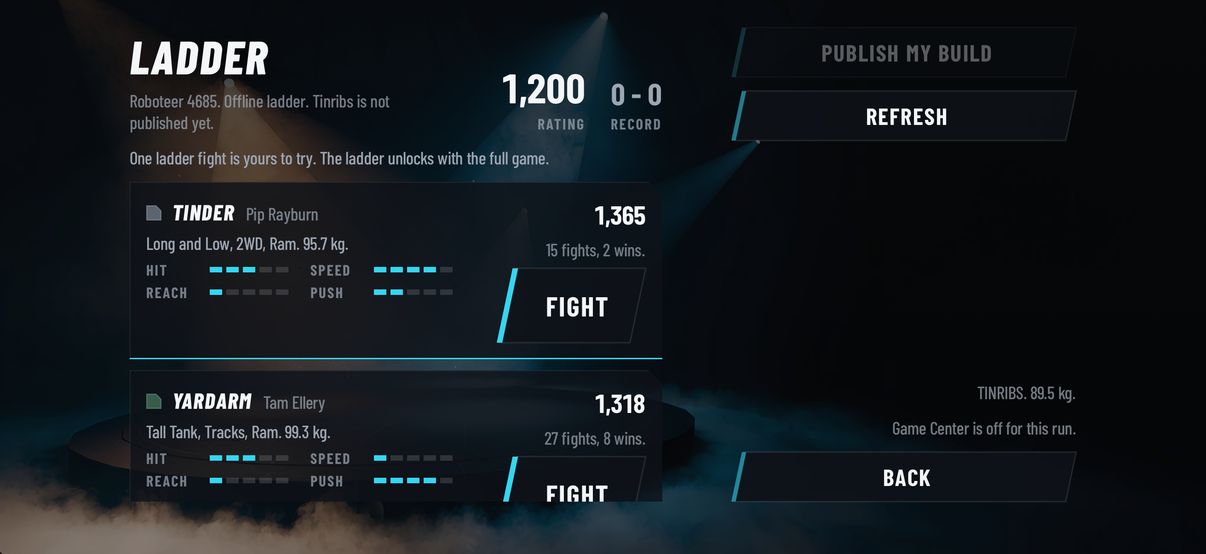 LADDER
Roboteer 4685. Offline ladder. Tinribs is not
published yet.
1,200
RATING
0 - 0
RECORD
One ladder fight is yours to try. The ladder unlocks with the full game.
TINDER Pip Rayburn
1,365
Long and Low, 2WD, Ram. 95.7 kg.
15 fights, 2 wins.
HIT
SPEED
REACH
PUSH
FIGHT
YARDARM Tam Ellery
1,318
Tall Tank, Tracks, Ram. 99.3 kg.
27 fights, 8 wins.
HIT
SPEED
REACH
PUSH
FIGHT
PUBLISH MY BUILD
REFRESH
TINRIBS. 89.5 kg.
Game Center is off for this run.
BACK